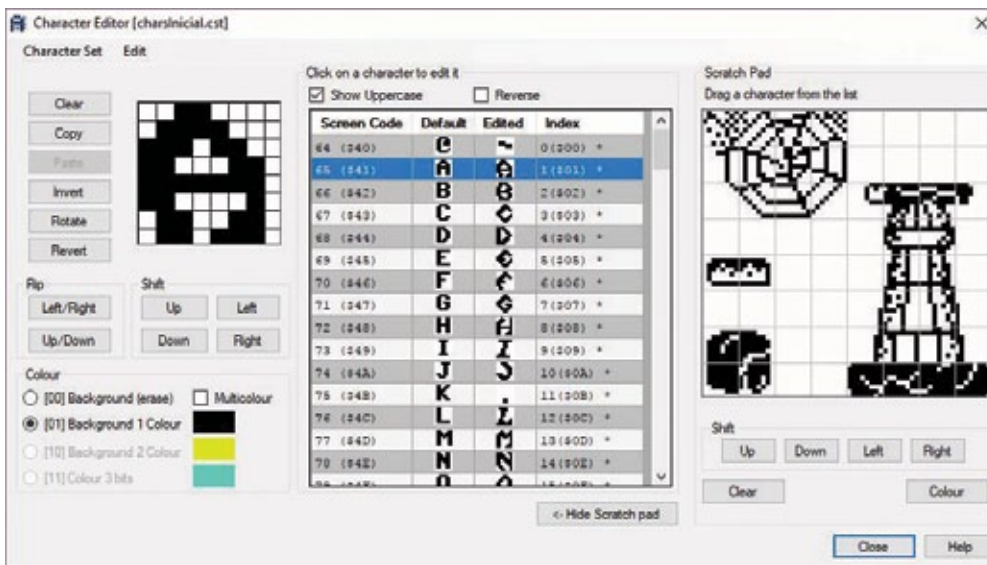 Character Editor [charsInicial.cst]
Character Set Edit
Clear
Copy
Paste
Invert
Rotate
Revert
Flip
Left/Right
Up/Down
Shift
Up Left
Down Right
Colour
[00] Background (erase) Multicolour
[01] Background 1 Colour
[10] Background 2 Colour
[11] Colour 3 bits
Click on a character to edit it
Show Uppercase Reverse
Screen Code Default Edited Index
64 ($40) @ 0($00) *
65 ($41) A A 1($01) *
66 ($42) B B 2($02) *
67 ($43) C C 3($03) *
68 ($44) D D 4($04) *
69 ($45) E E 5($05) *
70 ($46) F F 6($06) *
71 ($47) G G 7($07) *
72 ($48) H H 8($08) *
73 ($49) I I 9($09) *
74 ($4A) J J 10($0A) *
75 ($4B) K . 11($0B) *
76 ($4C) L L 12($0C) *
77 ($4D) M M 13($0D) *
78 ($4E) N N 14($0E) *
<- Hide Scratch pad
Scratch Pad
Drag a character from the list
Shift
Up Down Left Right
Clear Colour
Close Help